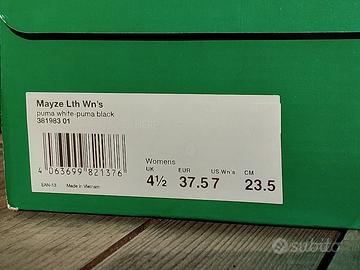 Mayze Lth Wn's
puma white-puma black
381983 01
4 063699 821376
EAN-13 Made in Vietnam
Womens
UK EUR US Wn's CM
4½ 37.5 7 23.5
subito